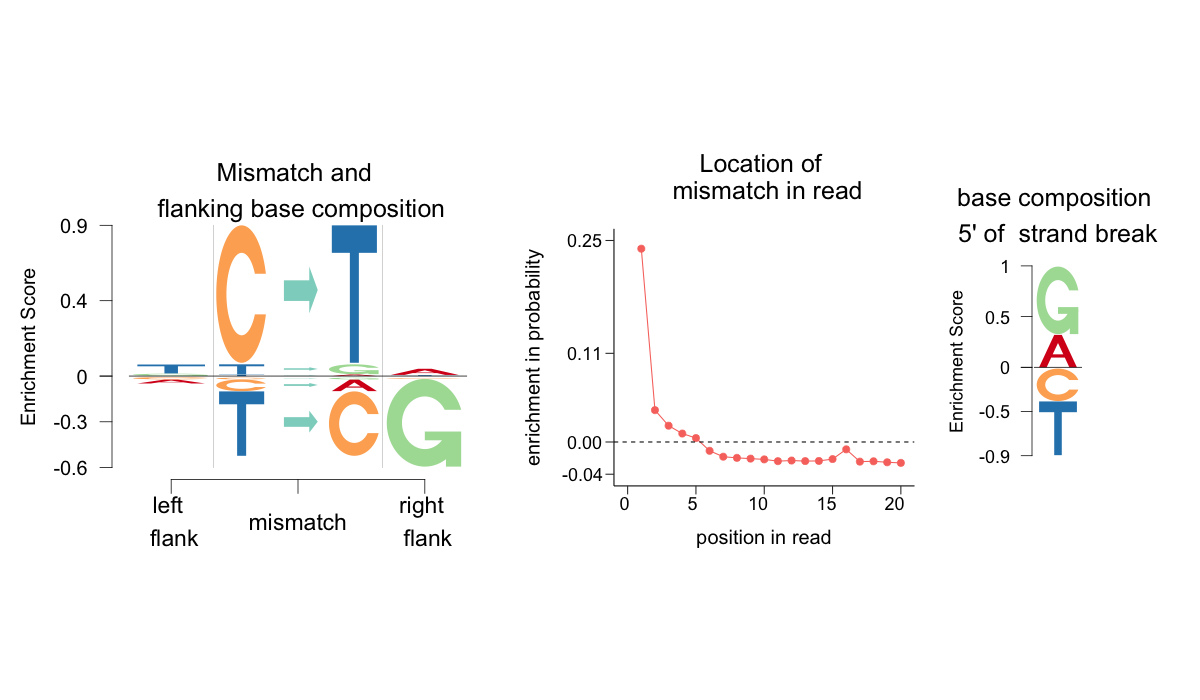 Mismatch and
flanking base composition
Enrichment Score
0.9
0.4
0
-0.3
-0.6
C T
T T G A
A C A G
T C
left
flank
mismatch
right
flank
Location of
mismatch in read
enrichment in probability
0.25
0.11
0.00
-0.04
0 5 10 15 20
position in read
base composition
5' of strand break
Enrichment Score
1
0.5
0
-0.5
-0.9
G
A
C
T